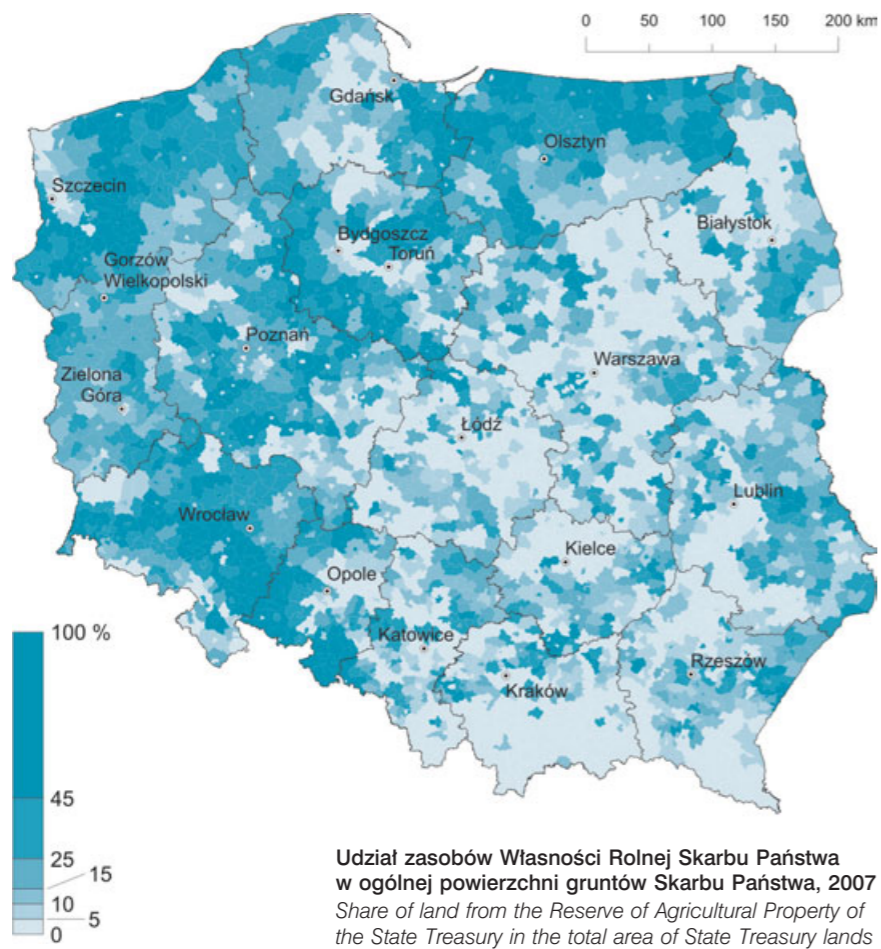 0 50 100 150 200 km
Gdańsk
Olsztyn
Szczecin
Białystok
Bydgoszcz
Toruń
Gorzów
Wielkopolski
Poznań
Warszawa
Zielona
Góra
Łódź
Lublin
Wrocław
Kielce
Opole
Katowice
Rzeszów
Kraków
100 %
45
25
15
10
5
0
Udział zasobów Własności Rolnej Skarbu Państwa
w ogólnej powierzchni gruntów Skarbu Państwa, 2007
Share of land from the Reserve of Agricultural Property of
the State Treasury in the total area of State Treasury lands